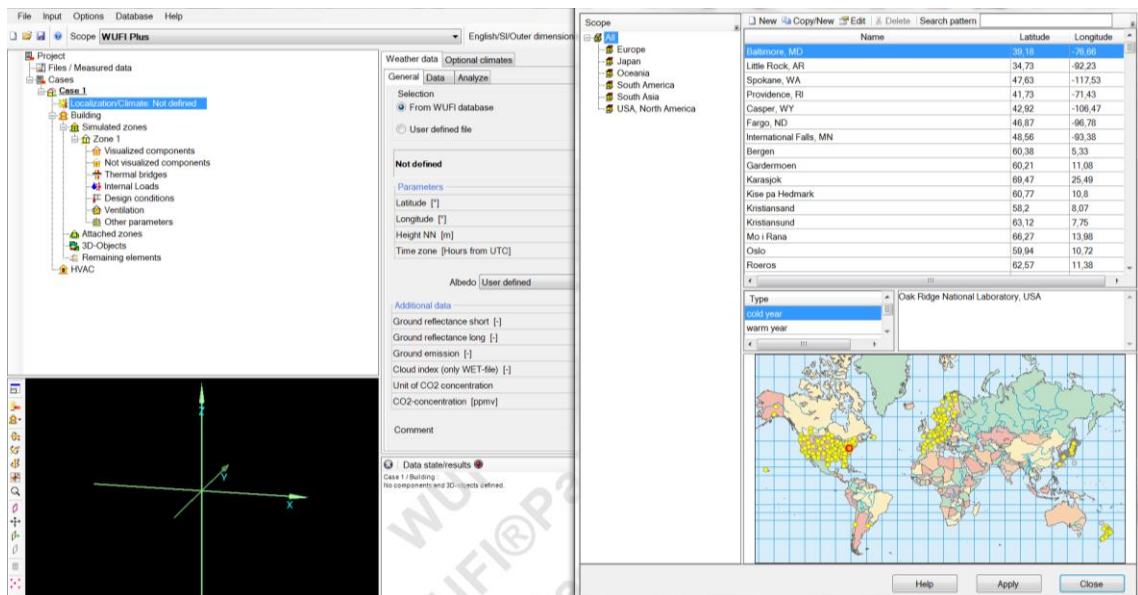 File Input Options Database Help
Scope WUFI Plus English/SI/Outer dimension
Project
Files / Measured data
Cases
Case 1
Localization/Climate: Not defined
Building
Simulated zones
Zone 1
Visualized components
Not visualized components
Thermal bridges
Internal Loads
Design conditions
Ventilation
Other parameters
Attached zones
3D-Objects
Remaining elements
HVAC
Z
Y
X
Weather data Optional climates
General Data Analyze
Selection
From WUFI database
User defined file
Not defined
Parameters
Latitude [°]
Longitude [°]
Height NN [m]
Time zone [Hours from UTC]
Albedo User defined
Additional data
Ground reflectance short [-]
Ground reflectance long [-]
Ground emission [-]
Cloud index (only WET-file) [-]
Unit of CO2 concentration
CO2-concentration [ppmv]
Comment
Data state/results
Case 1 / Building :
No components and 3D-objects defined.
WUFI
WUFI®Pa
Scope
All
Europe
Japan
Oceania
South America
South Asia
USA, North America
New Copy/New Edit Delete Search pattern
Name Latitude Longitude
Baltimore, MD 39,18 -76,66
Little Rock, AR 34,73 -92,23
Spokane, WA 47,63 -117,53
Providence, RI 41,73 -71,43
Casper, WY 42,92 -106,47
Fargo, ND 46,87 -96,78
International Falls, MN 48,56 -93,38
Bergen 60,38 5,33
Gardermoen 60,21 11,08
Karasjok 69,47 25,49
Kise pa Hedmark 60,77 10,8
Kristiansand 58,2 8,07
Kristiansund 63,12 7,75
Mo i Rana 66,27 13,98
Oslo 59,94 10,72
Roeros 62,57 11,38
Type
cold year
warm year
Oak Ridge National Laboratory, USA
Help Apply Close